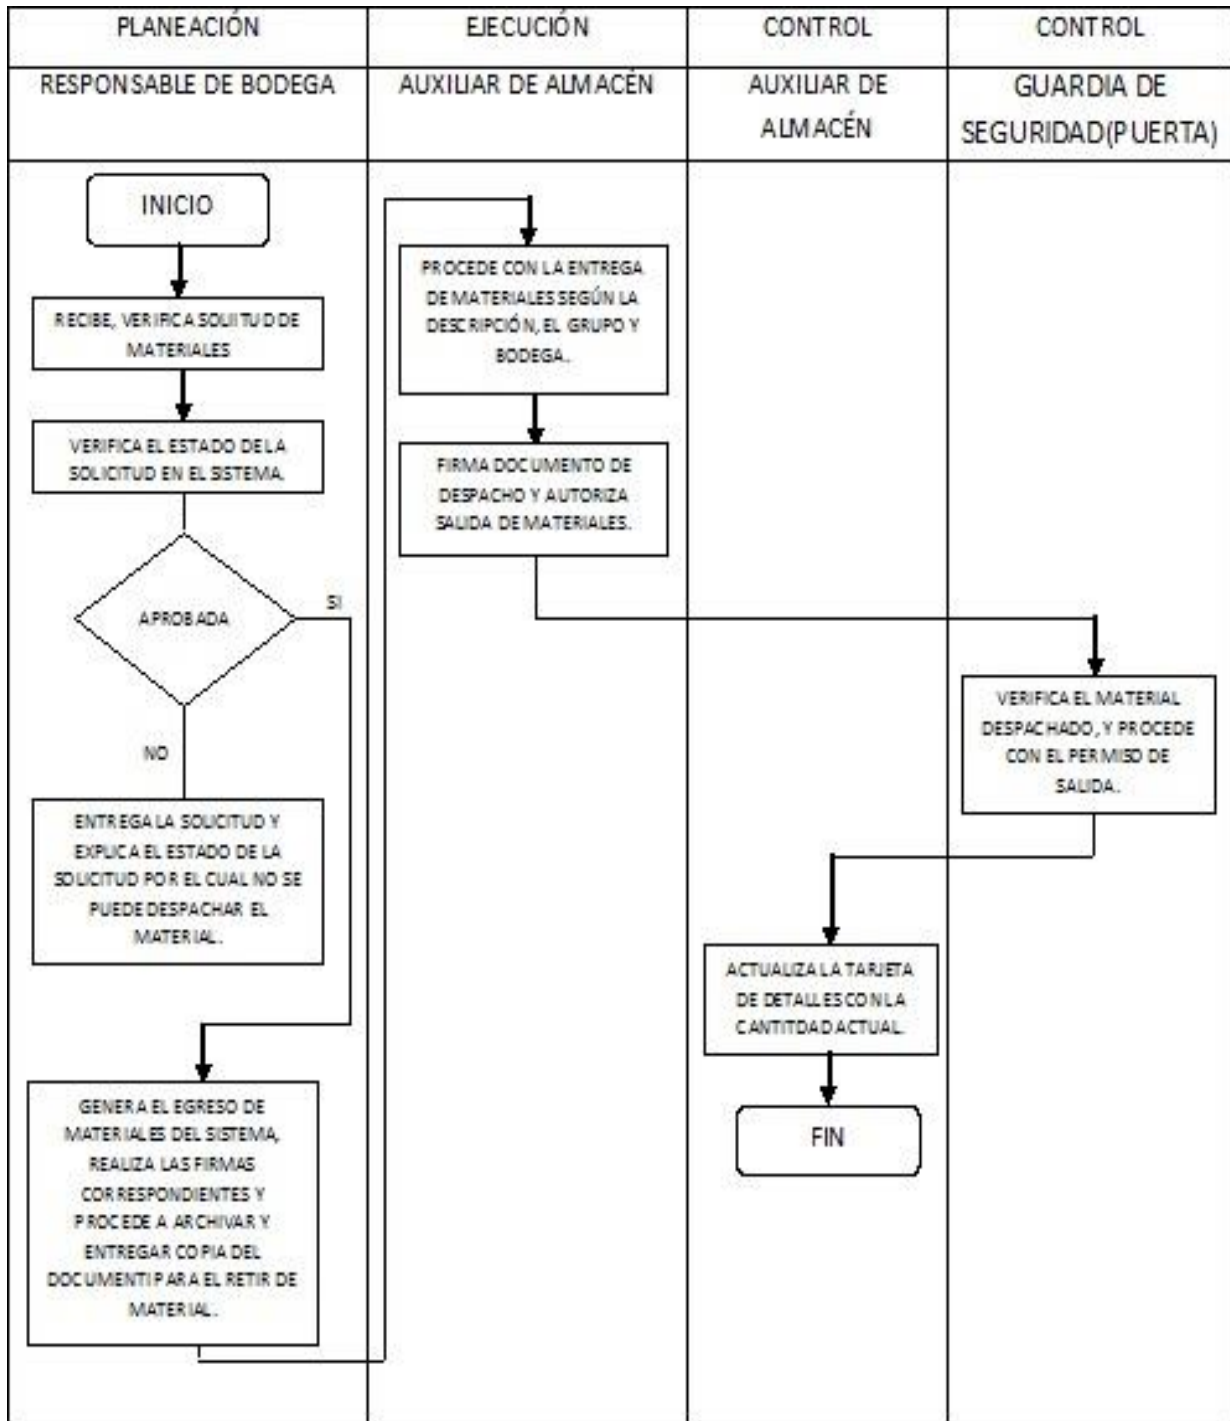 PLANEACIÓN
EJECUCIÓN
CONTROL
CONTROL
RESPONSABLE DE BODEGA
AUXILIAR DE ALMACÉN
AUXILIAR DE
ALMACÉN
GUARDIA DE
SEGURIDAD(PUERTA)
INICIO
RECIBE, VERIFICA SOLIITUD DE
MATERIALES
VERIFICA EL ESTADO DE LA
SOLICITUD EN EL SISTEMA.
APROBADA
SI
NO
ENTREGA LA SOLICITUD Y
EXPLICA EL ESTADO DE LA
SOLICITUD POR EL CUAL NO SE
PUEDE DESPACHAR EL
MATERIAL.
GENERA EL EGRESO DE
MATERIALES DEL SISTEMA,
REALIZA LAS FIRMAS
CORRESPONDIENTES Y
PROCEDE A ARCHIVAR Y
ENTREGAR COPIA DEL
DOCUMENTI PARA EL RETIR DE
MATERIAL.
PROCEDE CON LA ENTREGA
DE MATERIALES SEGÚN LA
DESCRIPCIÓN, EL GRUPO Y
BODEGA.
FIRMA DOCUMENTO DE
DESPACHO Y AUTORIZA
SALIDA DE MATERIALES.
VERIFICA EL MATERIAL
DESPACHADO, Y PROCEDE
CON EL PERMISO DE
SALIDA.
ACTUALIZA LA TARJETA
DE DETALLES CON LA
CANTITDAD ACTUAL.
FIN